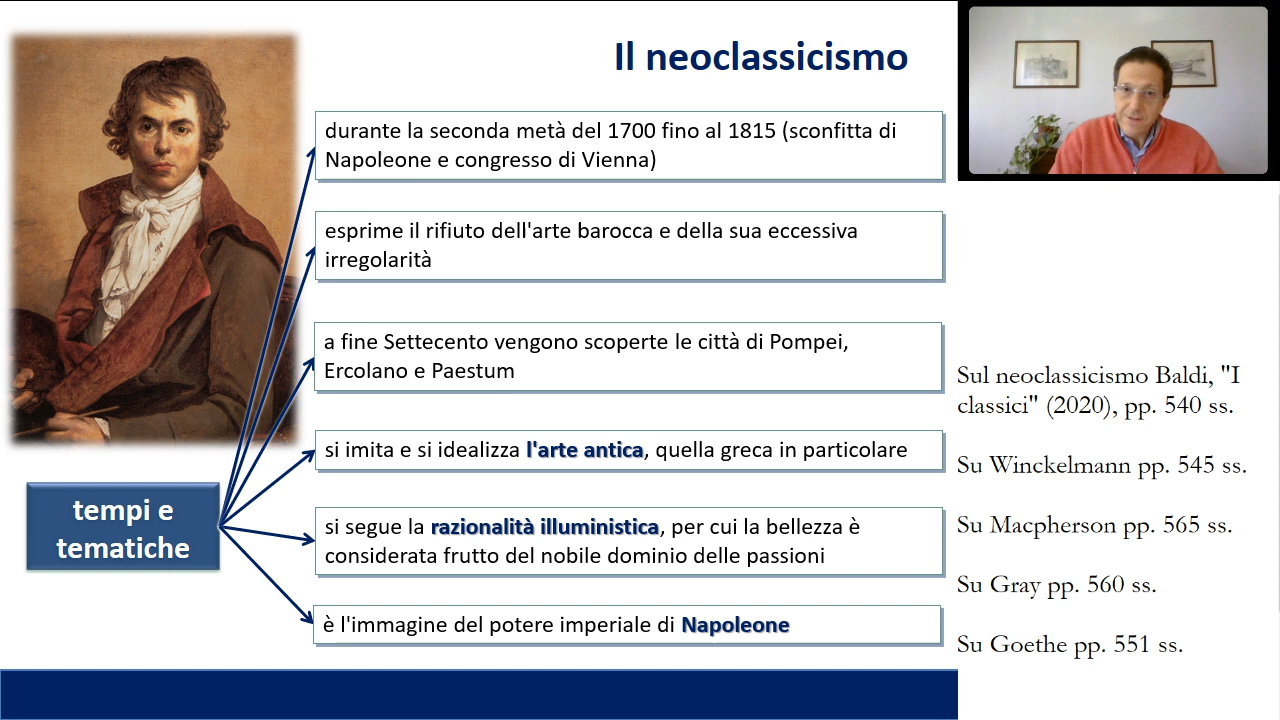 Il neoclassicismo
durante la seconda metà del 1700 fino al 1815 (sconfitta di
Napoleone e congresso di Vienna)
esprime il rifiuto dell'arte barocca e della sua eccessiva
irregolarità
a fine Settecento vengono scoperte le città di Pompei,
Ercolano e Paestum
si imita e si idealizza l'arte antica, quella greca in particolare
si segue la razionalità illuministica, per cui la bellezza è
considerata frutto del nobile dominio delle passioni
è l'immagine del potere imperiale di Napoleone
tempi e
tematiche
Sul neoclassicismo Baldi, "I
classici" (2020), pp. 540 ss.
Su Winckelmann pp. 545 ss.
Su Macpherson pp. 565 ss.
Su Gray pp. 560 ss.
Su Goethe pp. 551 ss.